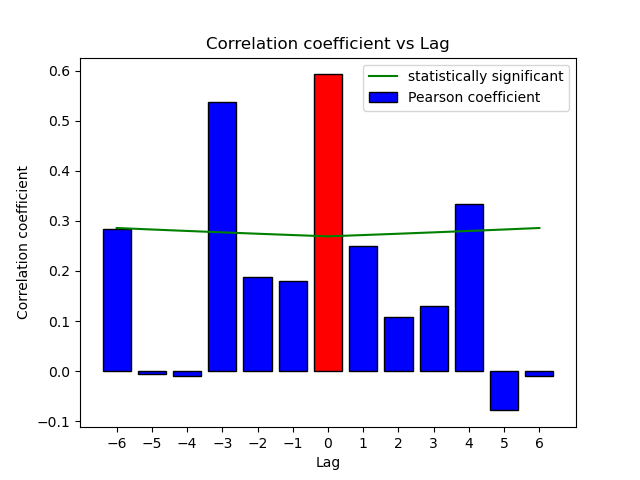 Correlation coefficient vs Lag
statistically significant
Pearson coefficient
Correlation coefficient
0.6
0.5
0.4
0.3
0.2
0.1
0.0
−0.1
−6 −5 −4 −3 −2 −1 0 1 2 3 4 5 6
Lag